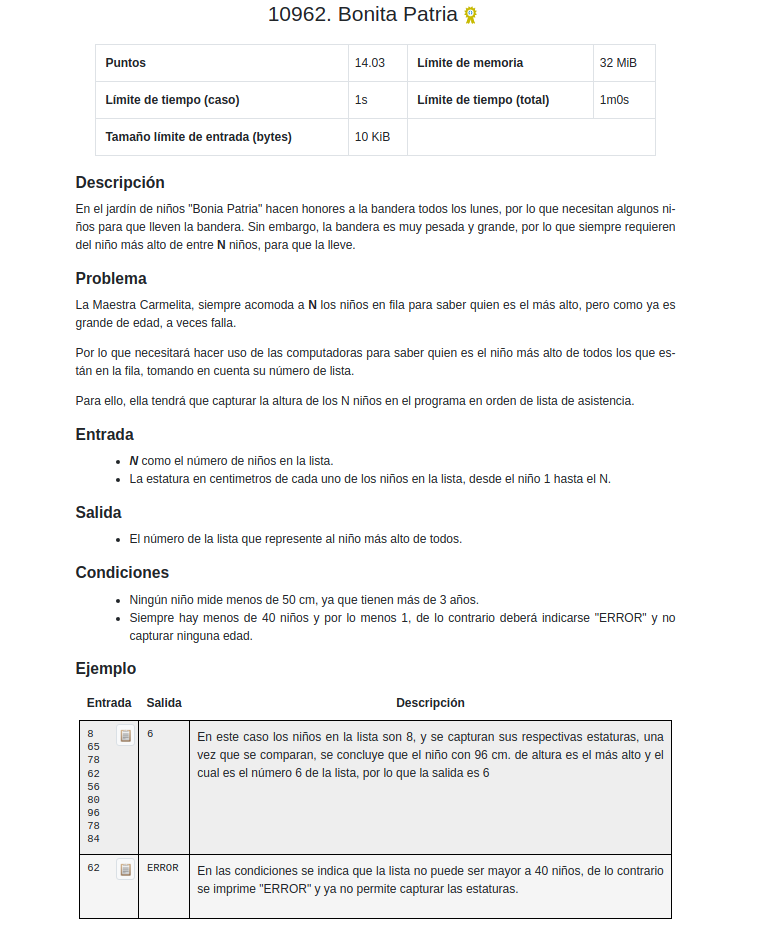 10962. Bonita Patria
Puntos 14.03 Límite de memoria 32 MiB
Límite de tiempo (caso) 1s Límite de tiempo (total) 1m0s
Tamaño límite de entrada (bytes) 10 KiB
Descripción
En el jardín de niños "Bonia Patria" hacen honores a la bandera todos los lunes, por lo que necesitan algunos ni-
ños para que lleven la bandera. Sin embargo, la bandera es muy pesada y grande, por lo que siempre requieren
del niño más alto de entre N niños, para que la lleve.
Problema
La Maestra Carmelita, siempre acomoda a N los niños en fila para saber quien es el más alto, pero como ya es
grande de edad, a veces falla.
Por lo que necesitará hacer uso de las computadoras para saber quien es el niño más alto de todos los que es-
tán en la fila, tomando en cuenta su número de lista.
Para ello, ella tendrá que capturar la altura de los N niños en el programa en orden de lista de asistencia.
Entrada
• N como el número de niños en la lista.
• La estatura en centimetros de cada uno de los niños en la lista, desde el niño 1 hasta el N.
Salida
• El número de la lista que represente al niño más alto de todos.
Condiciones
• Ningún niño mide menos de 50 cm, ya que tienen más de 3 años.
• Siempre hay menos de 40 niños y por lo menos 1, de lo contrario deberá indicarse "ERROR" y no
capturar ninguna edad.
Ejemplo
Entrada Salida Descripción
8
65
78
62
56
80
96
78
84
6
En este caso los niños en la lista son 8, y se capturan sus respectivas estaturas, una
vez que se comparan, se concluye que el niño con 96 cm. de altura es el más alto y el
cual es el número 6 de la lista, por lo que la salida es 6
62
ERROR
En las condiciones se indica que la lista no puede ser mayor a 40 niños, de lo contrario
se imprime "ERROR" y ya no permite capturar las estaturas.